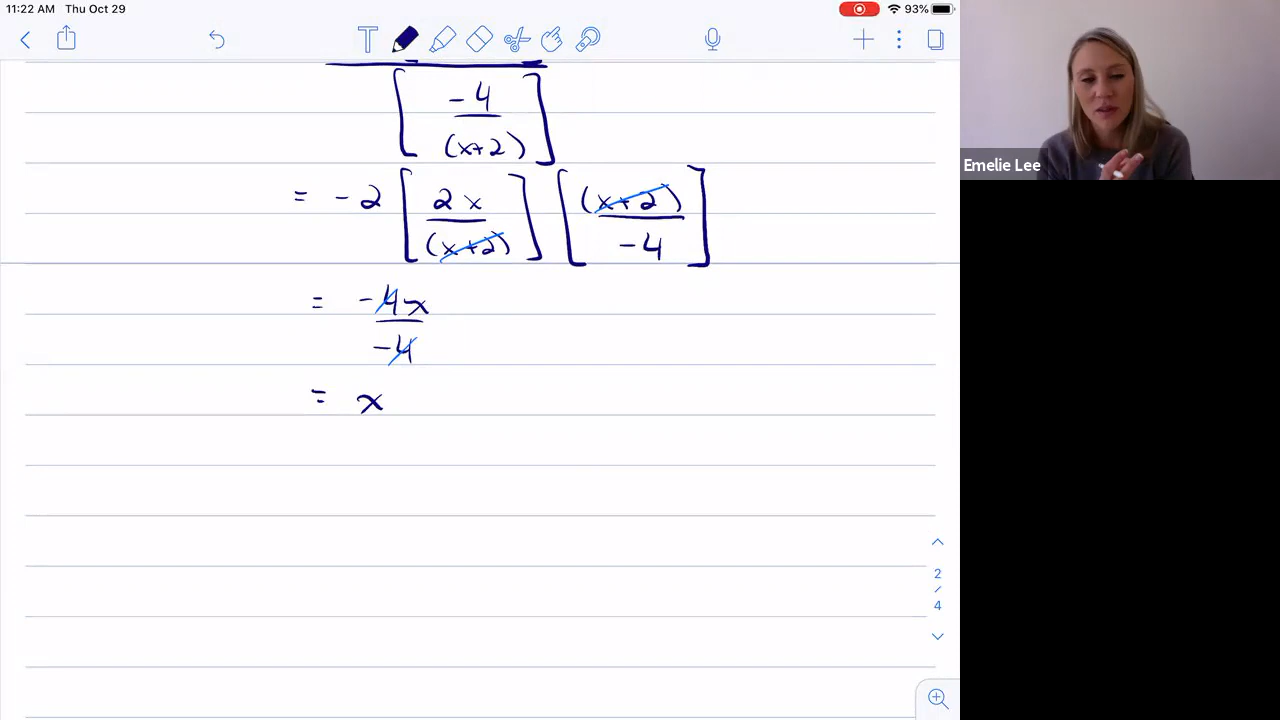 11:22 AM Thu Oct 29
93%
Emelie Lee
[ -4 / (x+2) ]
= -2 [ 2x / (x+2) ] [ (x+2) / -4 ]
= -4x / -4
= x
2 / 4